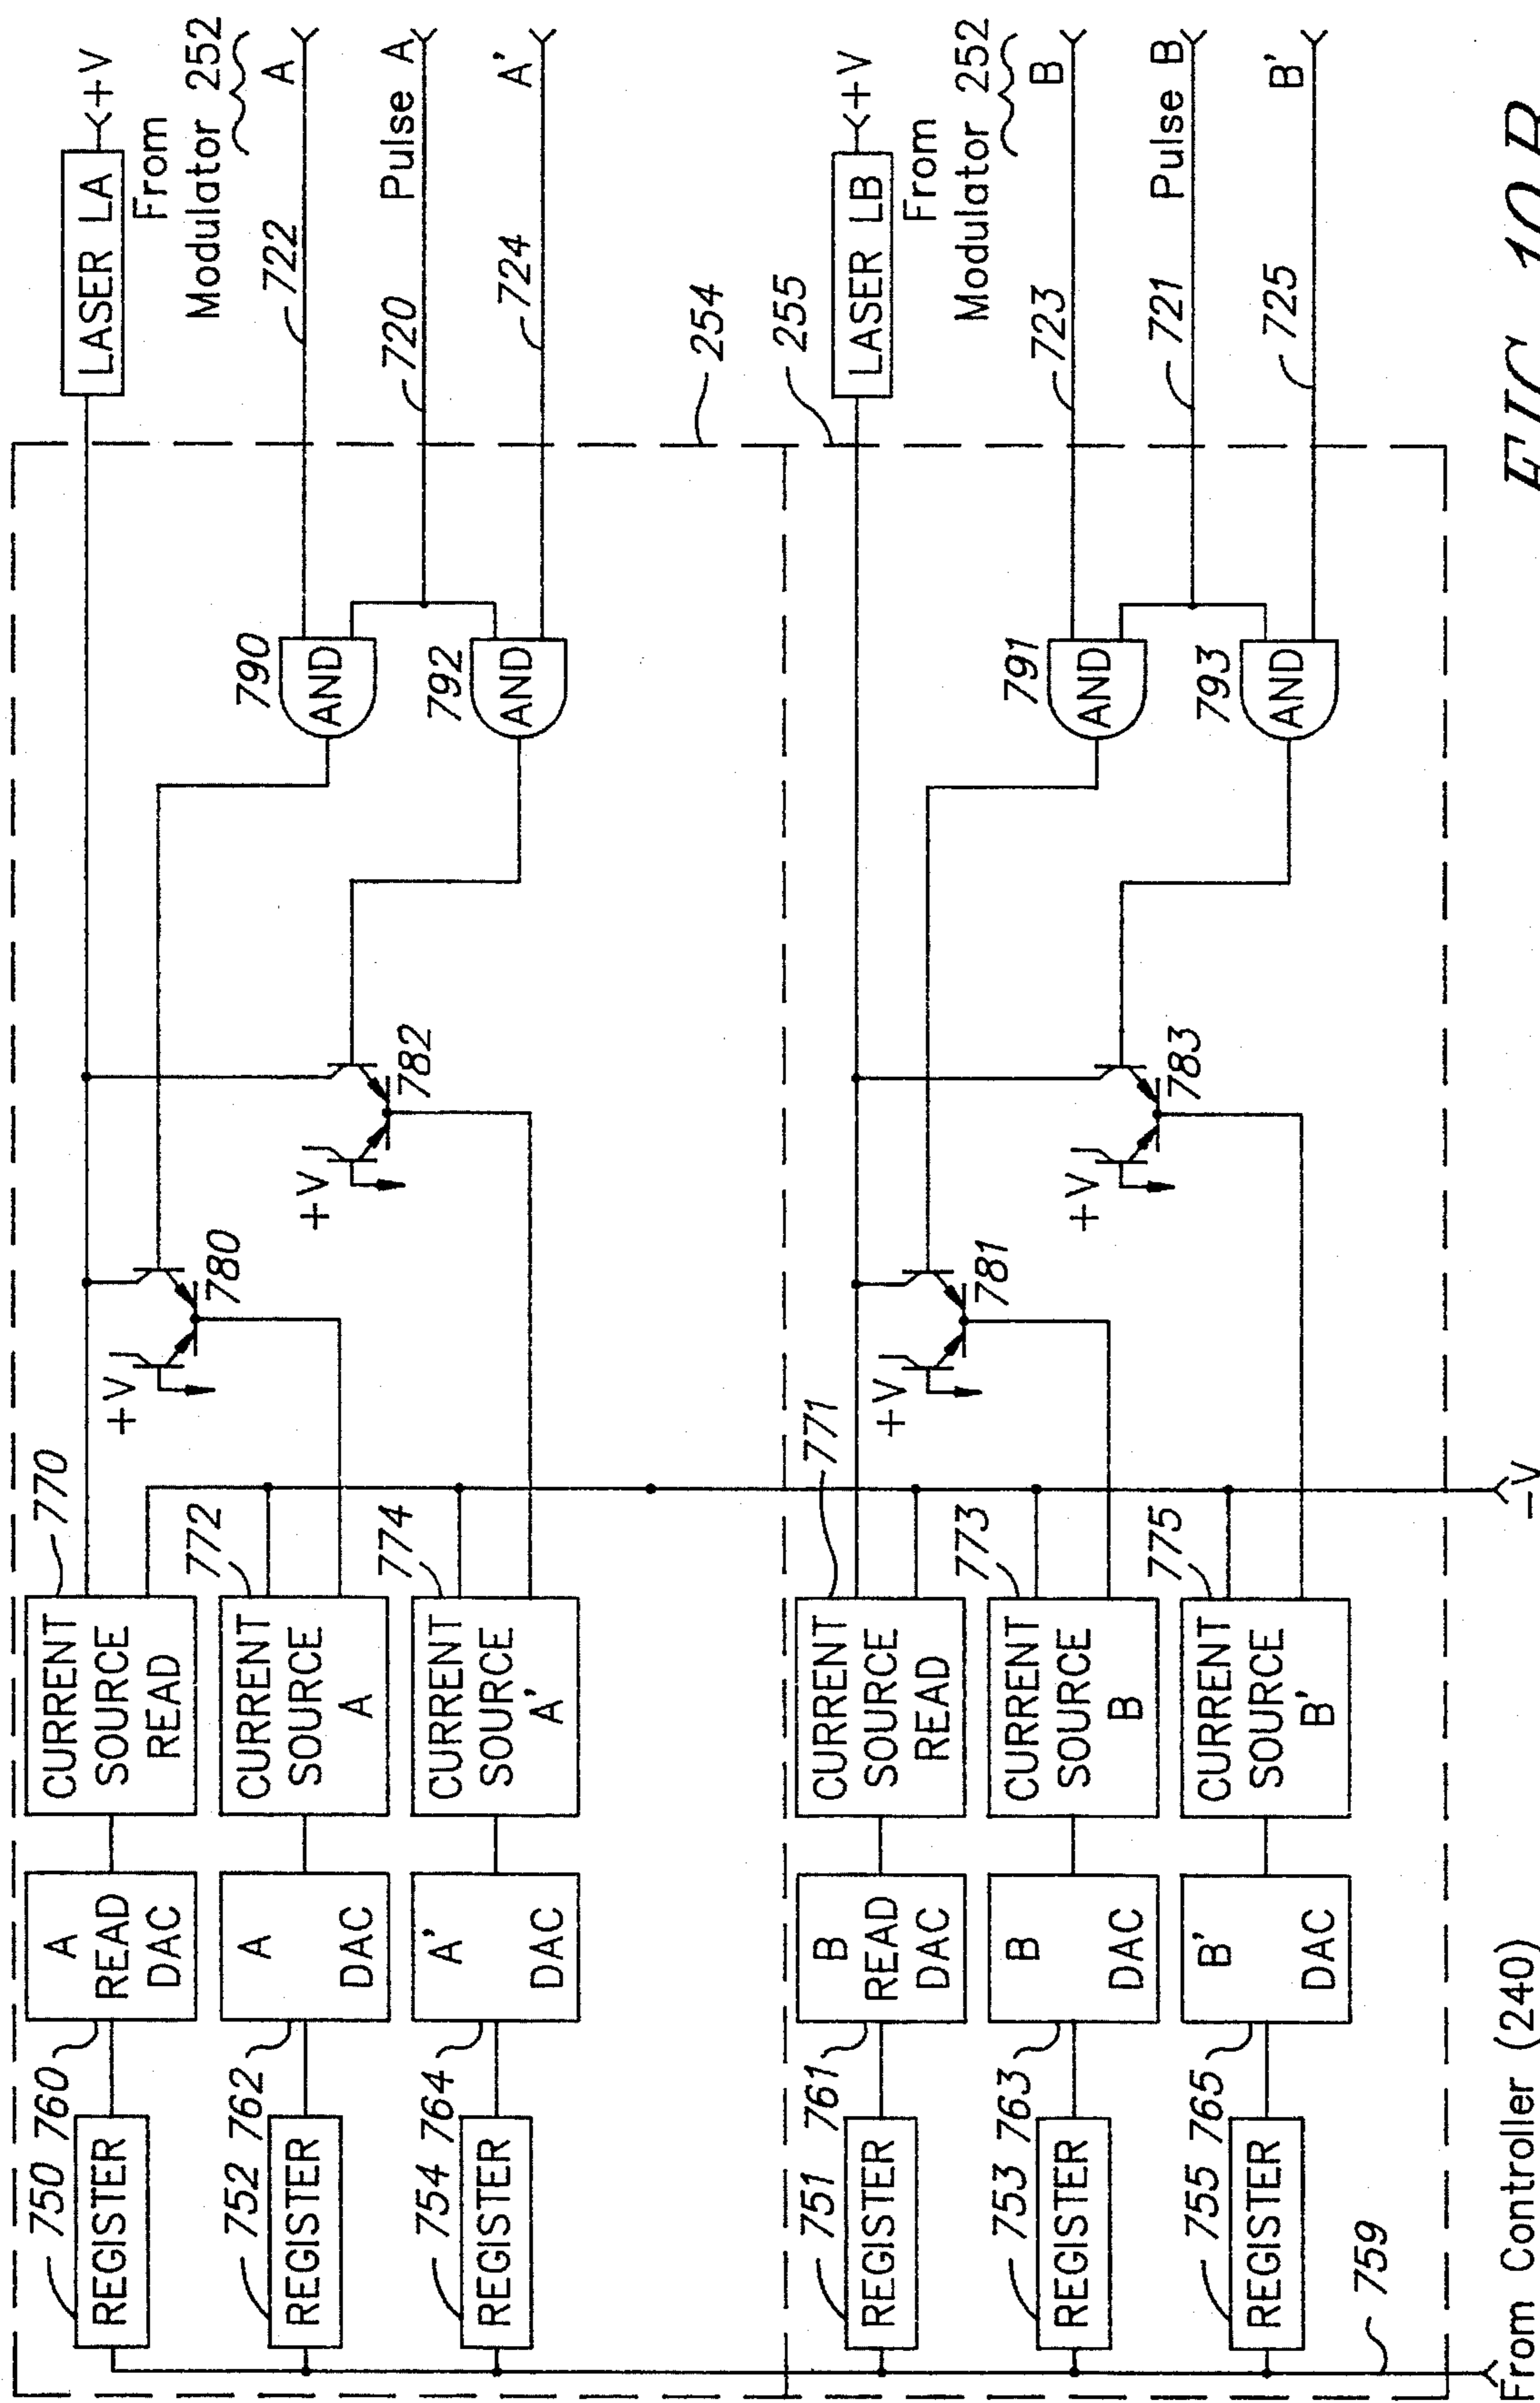 750
760
REGISTER
A
READ
DAC
CURRENT
SOURCE
READ
770
LASER LA
+V
752
762
REGISTER
A
DAC
CURRENT
SOURCE
A
772
+V
780
790
AND
722
From
Modulator 252
A
754
764
REGISTER
A'
DAC
CURRENT
SOURCE
A'
774
+V
782
792
AND
720
Pulse A
724
A'
254
255
751
761
REGISTER
B
READ
DAC
CURRENT
SOURCE
READ
771
LASER LB
+V
753
763
REGISTER
B
DAC
CURRENT
SOURCE
B
773
+V
781
791
AND
723
From
Modulator 252
B
755
765
REGISTER
B'
DAC
CURRENT
SOURCE
B'
775
+V
783
793
AND
721
Pulse B
725
B'
759
From Controller (240)
-V